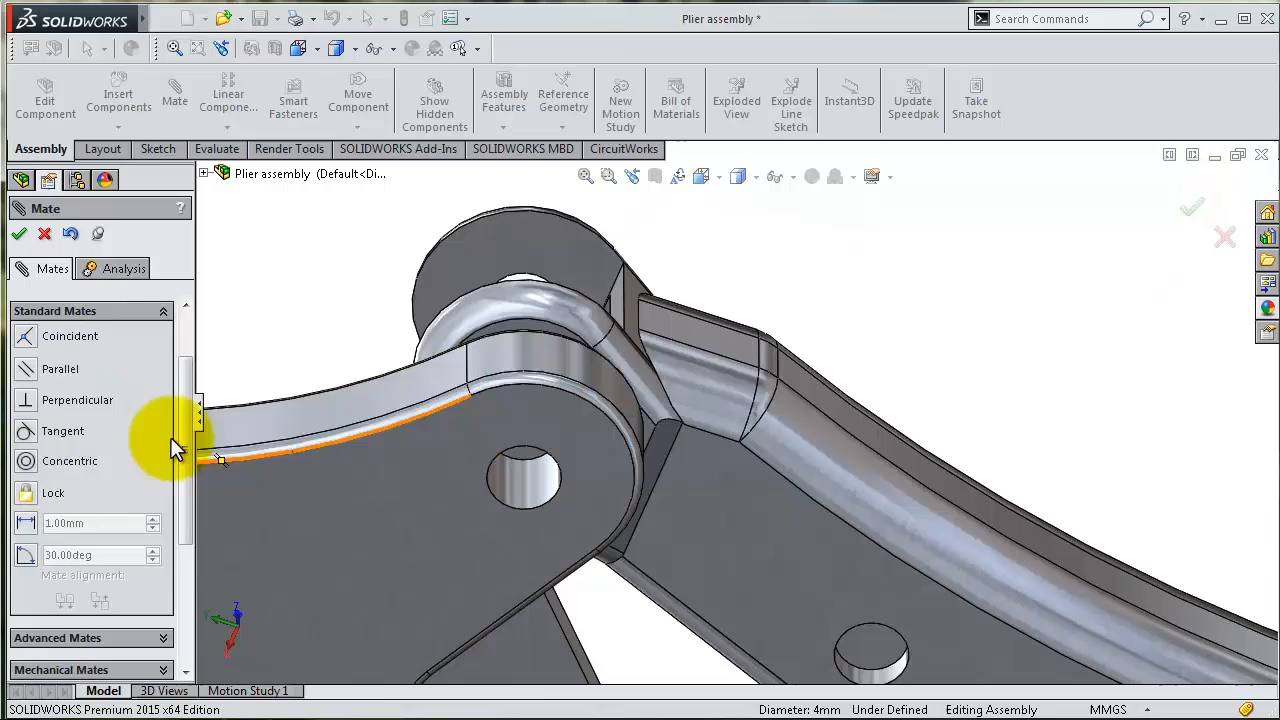 SOLIDWORKS
Plier assembly *
Search Commands
?
Edit Component
Insert Components
Mate
Linear Compone...
Smart Fasteners
Move Component
Show Hidden Components
Assembly Features
Reference Geometry
New Motion Study
Bill of Materials
Exploded View
Explode Line Sketch
Instant3D
Update Speedpak
Take Snapshot
Assembly
Layout
Sketch
Evaluate
Render Tools
SOLIDWORKS Add-Ins
SOLIDWORKS MBD
CircuitWorks
Plier assembly (Default<Di...
Mate
?
Mates
Analysis
Standard Mates
Coincident
Parallel
Perpendicular
Tangent
Concentric
Lock
1.00mm
30.00deg
Mate alignment:
Advanced Mates
Mechanical Mates
Z
Model
3D Views
Motion Study 1
SOLIDWORKS Premium 2015 x64 Edition
Diameter: 4mm
Under Defined
Editing Assembly
MMGS